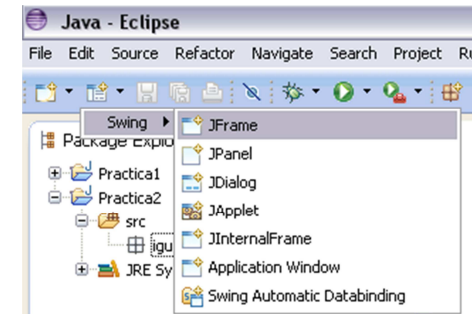 Java - Eclipse
File Edit Source Refactor Navigate Search Project
Swing
JFrame
Package Explo
JPanel
Practica1
JDialog
Practica2
JApplet
src
JInternalFrame
igu
Application Window
JRE Sy
Swing Automatic Databinding